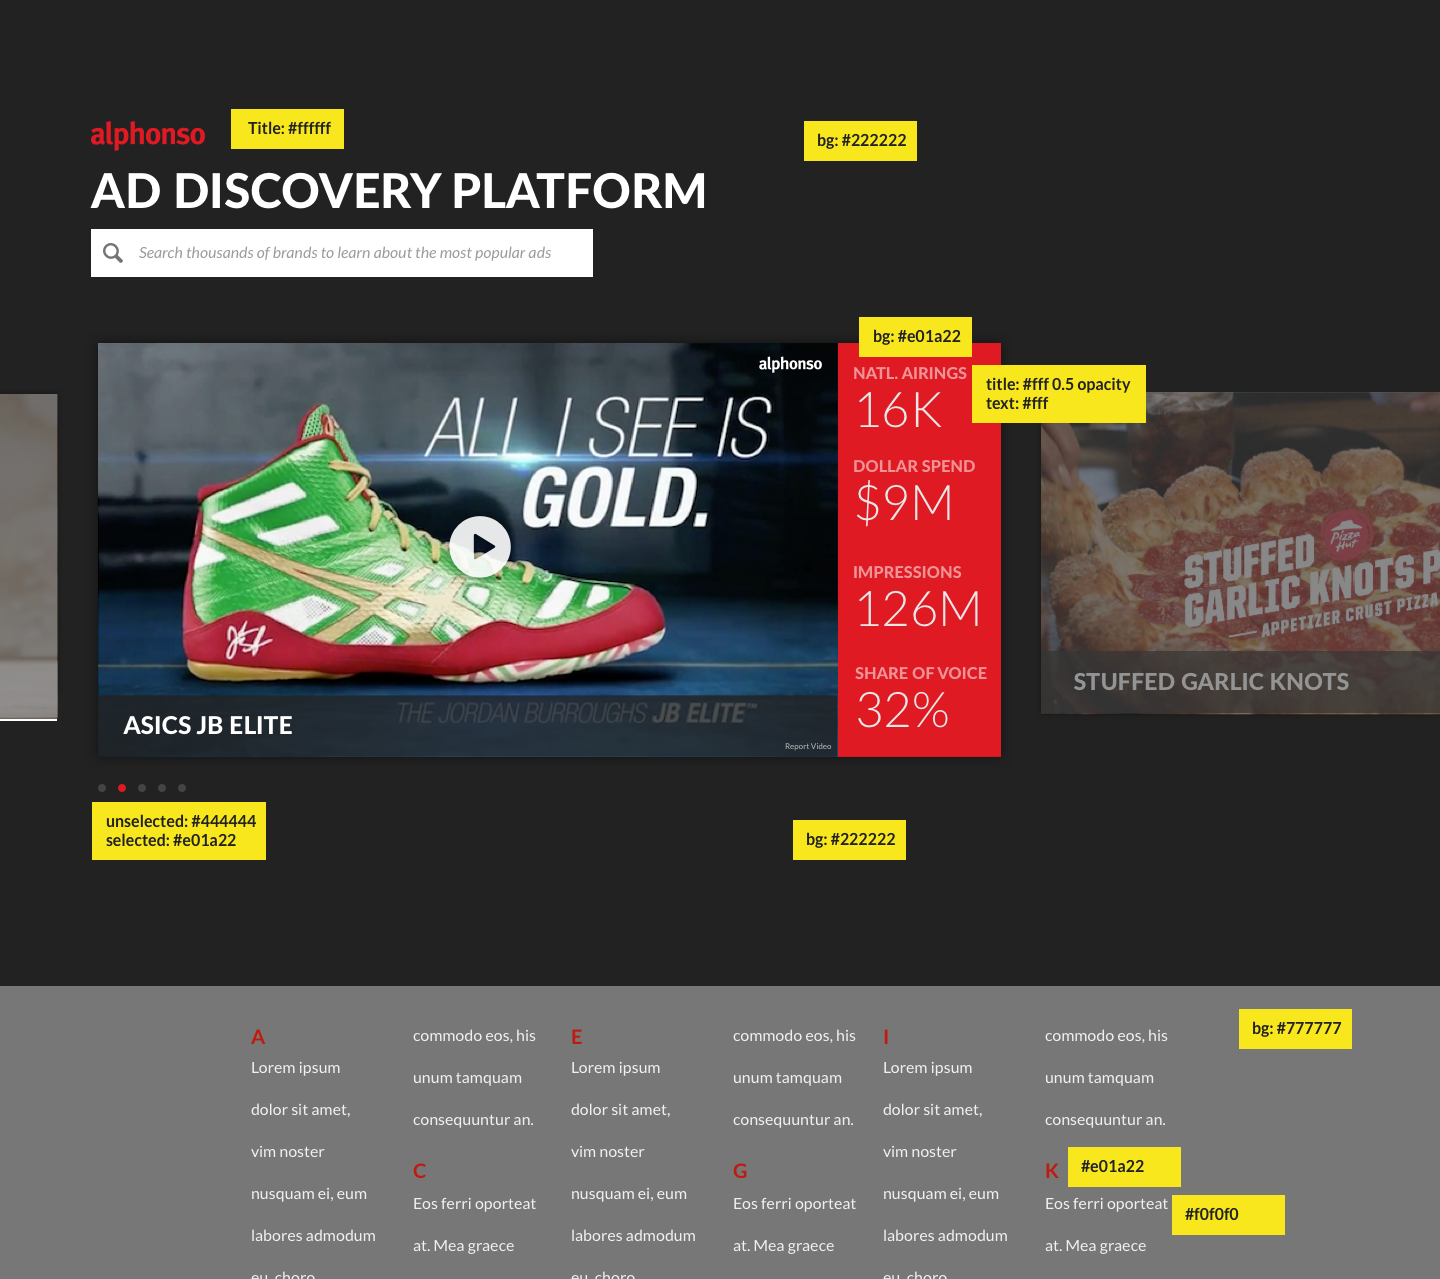 alphonso
Title: #ffffff
bg: #222222
AD DISCOVERY PLATFORM
Search thousands of brands to learn about the most popular ads
bg: #e01a22
alphonso
NATL. AIRINGS
16K
title: #fff 0.5 opacity
text: #fff
ALL I SEE IS
GOLD.
DOLLAR SPEND
$9M
IMPRESSIONS
126M
SHARE OF VOICE
32%
THE JORDAN BURROUGHS JB ELITE™
ASICS JB ELITE
Report Video
Pizza
Hut
STUFFED
GARLIC KNOTS P
APPETIZER CRUST PIZZA
STUFFED GARLIC KNOTS
unselected: #444444
selected: #e01a22
bg: #222222
bg: #777777
A
Lorem ipsum
dolor sit amet,
vim noster
nusquam ei, eum
labores admodum
eu, choro
commodo eos, his
unum tamquam
consequuntur an.
C
Eos ferri oporteat
at. Mea graece
E
Lorem ipsum
dolor sit amet,
vim noster
nusquam ei, eum
labores admodum
eu, choro
commodo eos, his
unum tamquam
consequuntur an.
G
Eos ferri oporteat
at. Mea graece
I
Lorem ipsum
dolor sit amet,
vim noster
nusquam ei, eum
labores admodum
eu, choro
commodo eos, his
unum tamquam
consequuntur an.
K
#e01a22
Eos ferri oporteat
#f0f0f0
at. Mea graece